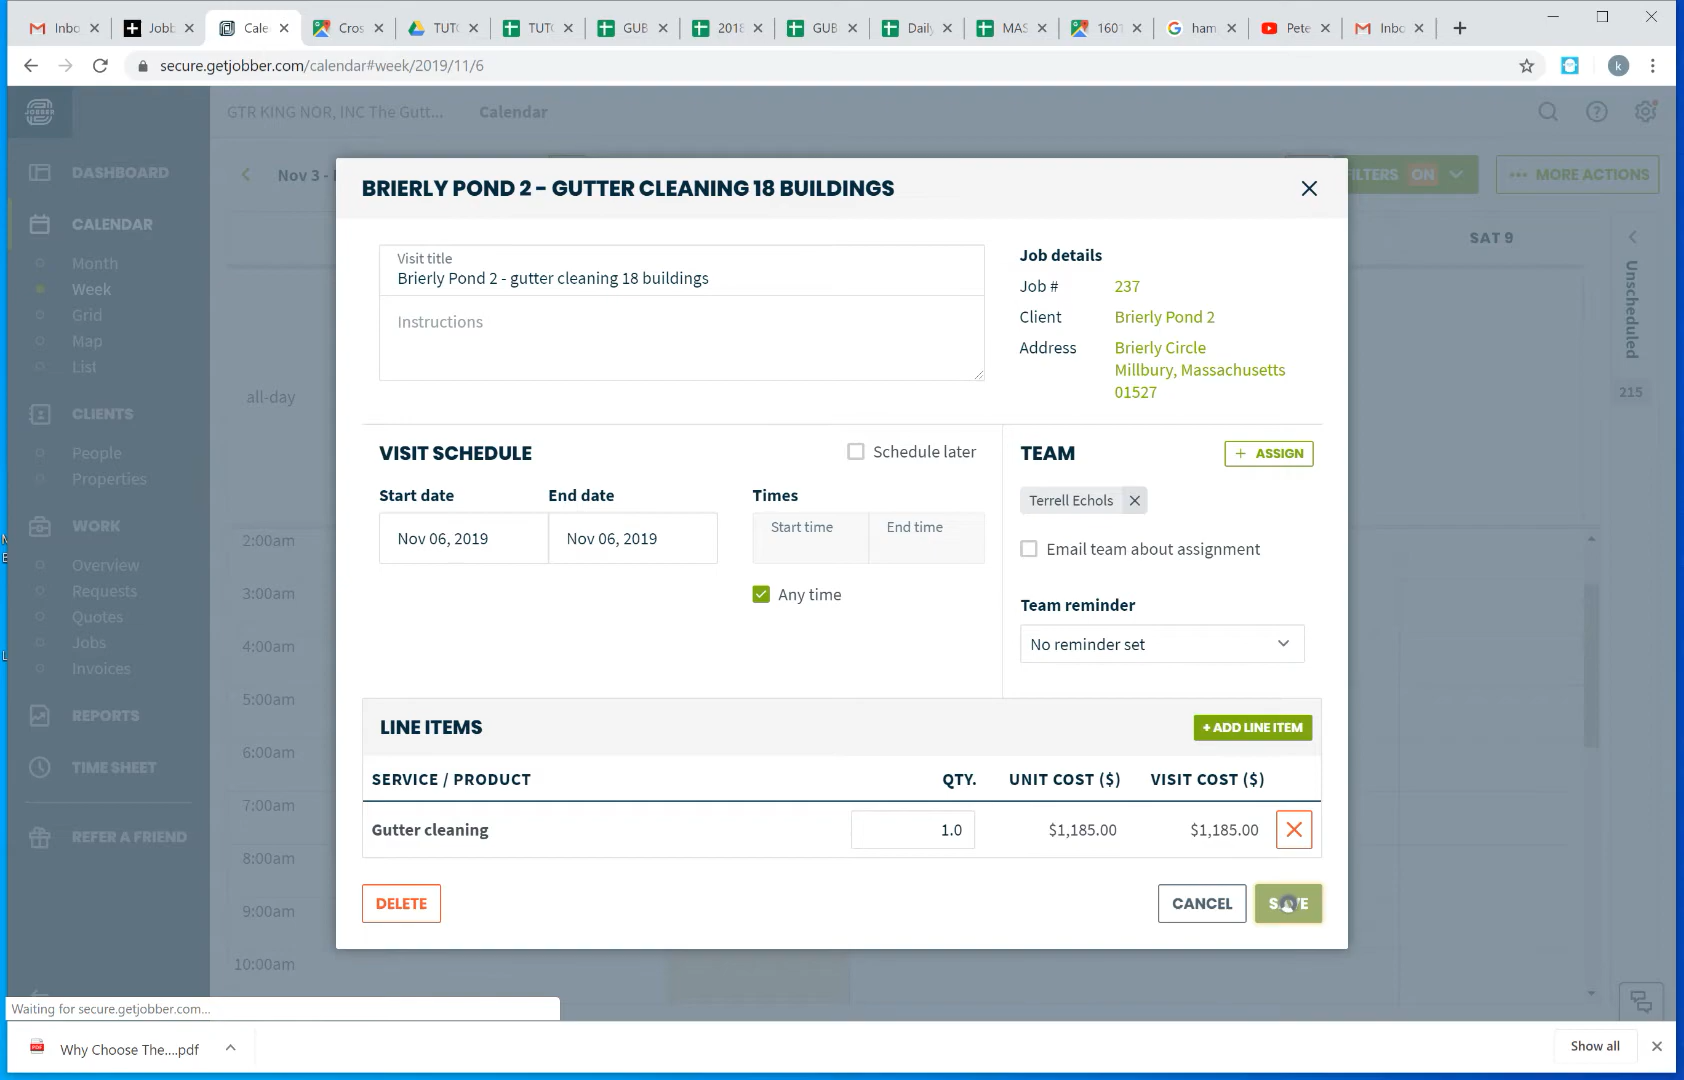 Inbo
Jobb
Cale
Cros
TUTO
TUT
GUB
2018
GUB
Daily
MAS
1601
ham
Pete
Inbo
secure.getjobber.com/calendar#week/2019/11/6
k
JOBBER
GTR KING NOR, INC The Gutt...
Calendar
DASHBOARD
CALENDAR
Month
Week
Grid
Map
List
CLIENTS
People
Properties
WORK
Overview
Requests
Quotes
Jobs
Invoices
REPORTS
TIME SHEET
REFER A FRIEND
Nov 3 -
FILTERS ON
MORE ACTIONS
SAT 9
Unscheduled
215
all-day
2:00am
3:00am
4:00am
5:00am
6:00am
7:00am
8:00am
9:00am
10:00am
BRIERLY POND 2 - GUTTER CLEANING 18 BUILDINGS
Visit title
Brierly Pond 2 - gutter cleaning 18 buildings
Instructions
Job details
Job # 237
Client Brierly Pond 2
Address Brierly Circle
Millbury, Massachusetts
01527
VISIT SCHEDULE
Schedule later
Start date End date Times
Nov 06, 2019 Nov 06, 2019 Start time End time
Any time
TEAM
+ ASSIGN
Terrell Echols
Email team about assignment
Team reminder
No reminder set
LINE ITEMS
+ ADD LINE ITEM
SERVICE / PRODUCT QTY. UNIT COST ($) VISIT COST ($)
Gutter cleaning 1.0 $1,185.00 $1,185.00
DELETE
CANCEL
SAVE
Waiting for secure.getjobber.com...
Why Choose The....pdf
Show all